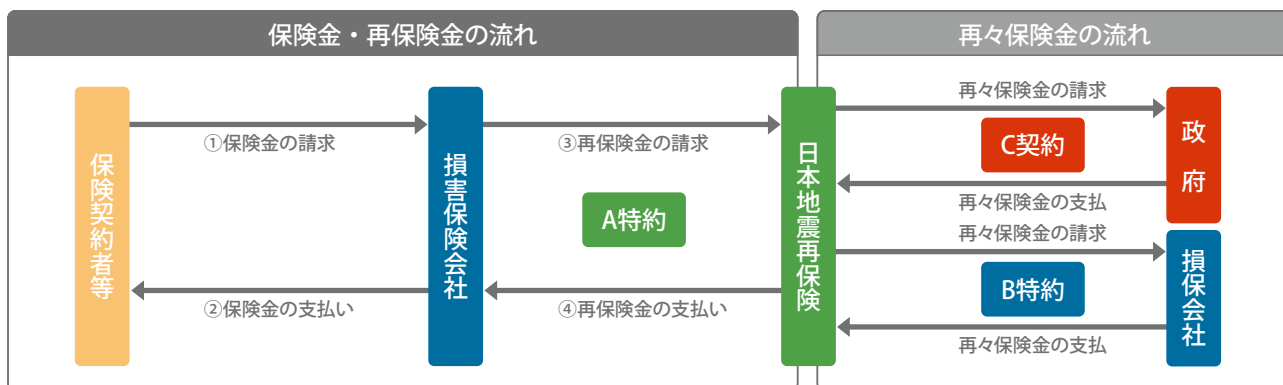 保険金・再保険金の流れ
再々保険金の流れ
保険契約者等
①保険金の請求
②保険金の支払い
損害保険会社
③再保険金の請求
A特約
④再保険金の支払い
日本地震再保険
再々保険金の請求
C契約
再々保険金の支払
政府
再々保険金の請求
B特約
再々保険金の支払
損保会社